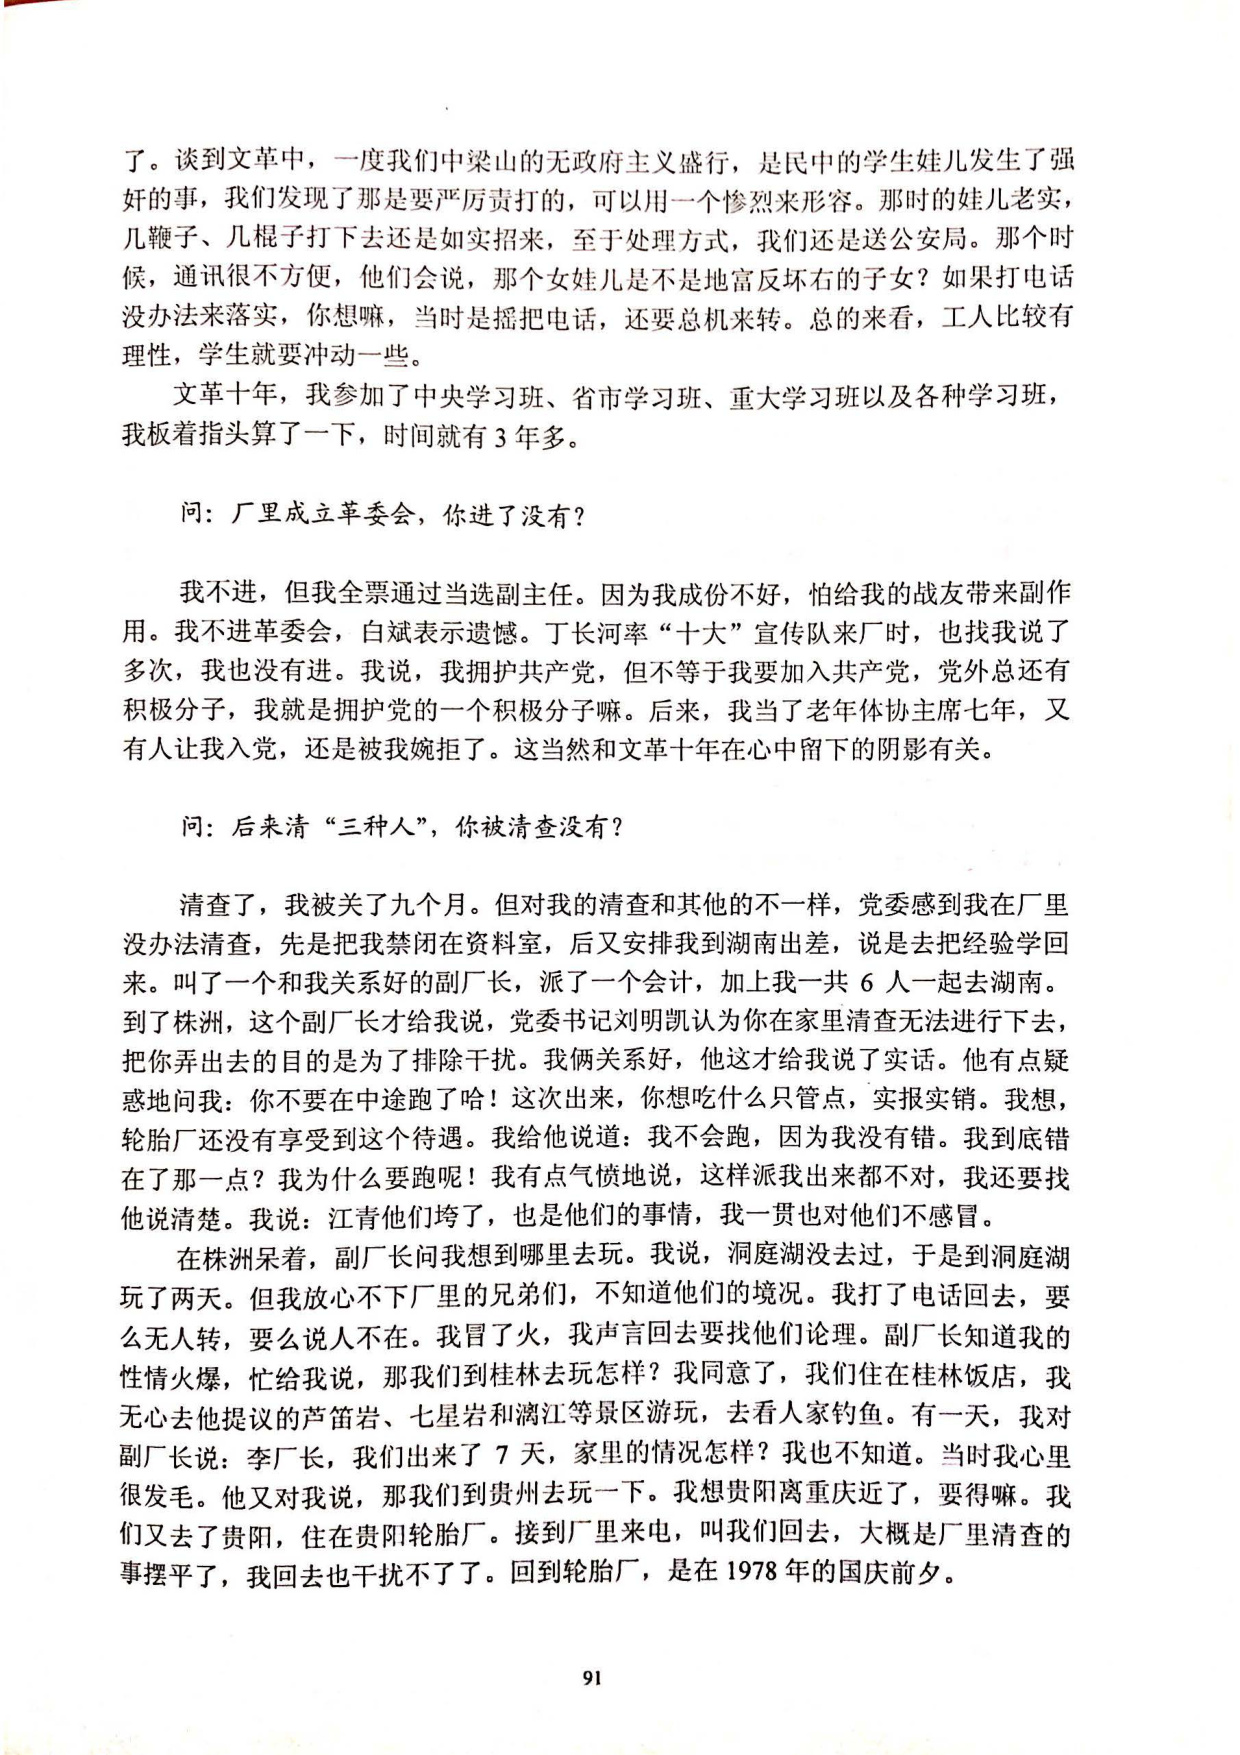 了。谈到文革中，一度我们中梁山的无政府主义盛行，是民中的学生娃儿发生了强
奸的事，我们发现了那是要严厉责打的，可以用一个惨烈来形容。那时的娃儿老实，
几鞭子、几棍子打下去还是如实招来，至于处理方式，我们还是送公安局。那个时
候，通讯很不方便，他们会说，那个女娃儿是不是地富反坏右的子女？如果打电话
没办法来落实，你想嘛，当时是摇把电话，还要总机来转。总的来看，工人比较有
理性，学生就要冲动一些。
文革十年，我参加了中央学习班、省市学习班、重大学习班以及各种学习班，
我板着指头算了一下，时间就有 3 年多。
问：厂里成立革委会，你进了没有？
我不进，但我全票通过当选副主任。因为我成份不好，怕给我的战友带来副作
用。我不进革委会，白斌表示遗憾。丁长河率“十大”宣传队来厂时，也找我说了
多次，我也没有进。我说，我拥护共产党，但不等于我要加入共产党，党外总还有
积极分子，我就是拥护党的一个积极分子嘛。后来，我当了老年体协主席七年，又
有人让我入党，还是被我婉拒了。这当然和文革十年在心中留下的阴影有关。
问：后来清“三种人”，你被清查没有？
清查了，我被关了九个月。但对我的清查和其他的不一样，党委感到我在厂里
没办法清查，先是把我禁闭在资料室，后又安排我到湖南出差，说是去把经验学回
来。叫了一个和我关系好的副厂长，派了一个会计，加上我一共 6 人一起去湖南。
到了株洲，这个副厂长才给我说，党委书记刘明凯认为你在家里清查无法进行下去，
把你弄出去的目的是为了排除干扰。我俩关系好，他这才给我说了实话。他有点疑
惑地问我：你不要在中途跑了哈！这次出来，你想吃什么只管点，实报实销。我想，
轮胎厂还没有享受到这个待遇。我给他说道：我不会跑，因为我没有错。我到底错
在了那一点？我为什么要跑呢！我有点气愤地说，这样派我出来都不对，我还要找
他说清楚。我说：江青他们垮了，也是他们的事情，我一贯也对他们不感冒。
在株洲呆着，副厂长问我想到哪里去玩。我说，洞庭湖没去过，于是到洞庭湖
玩了两天。但我放心不下厂里的兄弟们，不知道他们的境况。我打了电话回去，要
么无人转，要么说人不在。我冒了火，我声言回去要找他们论理。副厂长知道我的
性情火爆，忙给我说，那我们到桂林去玩怎样？我同意了，我们住在桂林饭店，我
无心去他提议的芦笛岩、七星岩和漓江等景区游玩，去看人家钓鱼。有一天，我对
副厂长说：李厂长，我们出来了 7 天，家里的情况怎样？我也不知道。当时我心里
很发毛。他又对我说，那我们到贵州去玩一下。我想贵阳离重庆近了，要得嘛。我
们又去了贵阳，住在贵阳轮胎厂。接到厂里来电，叫我们回去，大概是厂里清查的
事摆平了，我回去也干扰不了了。回到轮胎厂，是在 1978 年的国庆前夕。
91